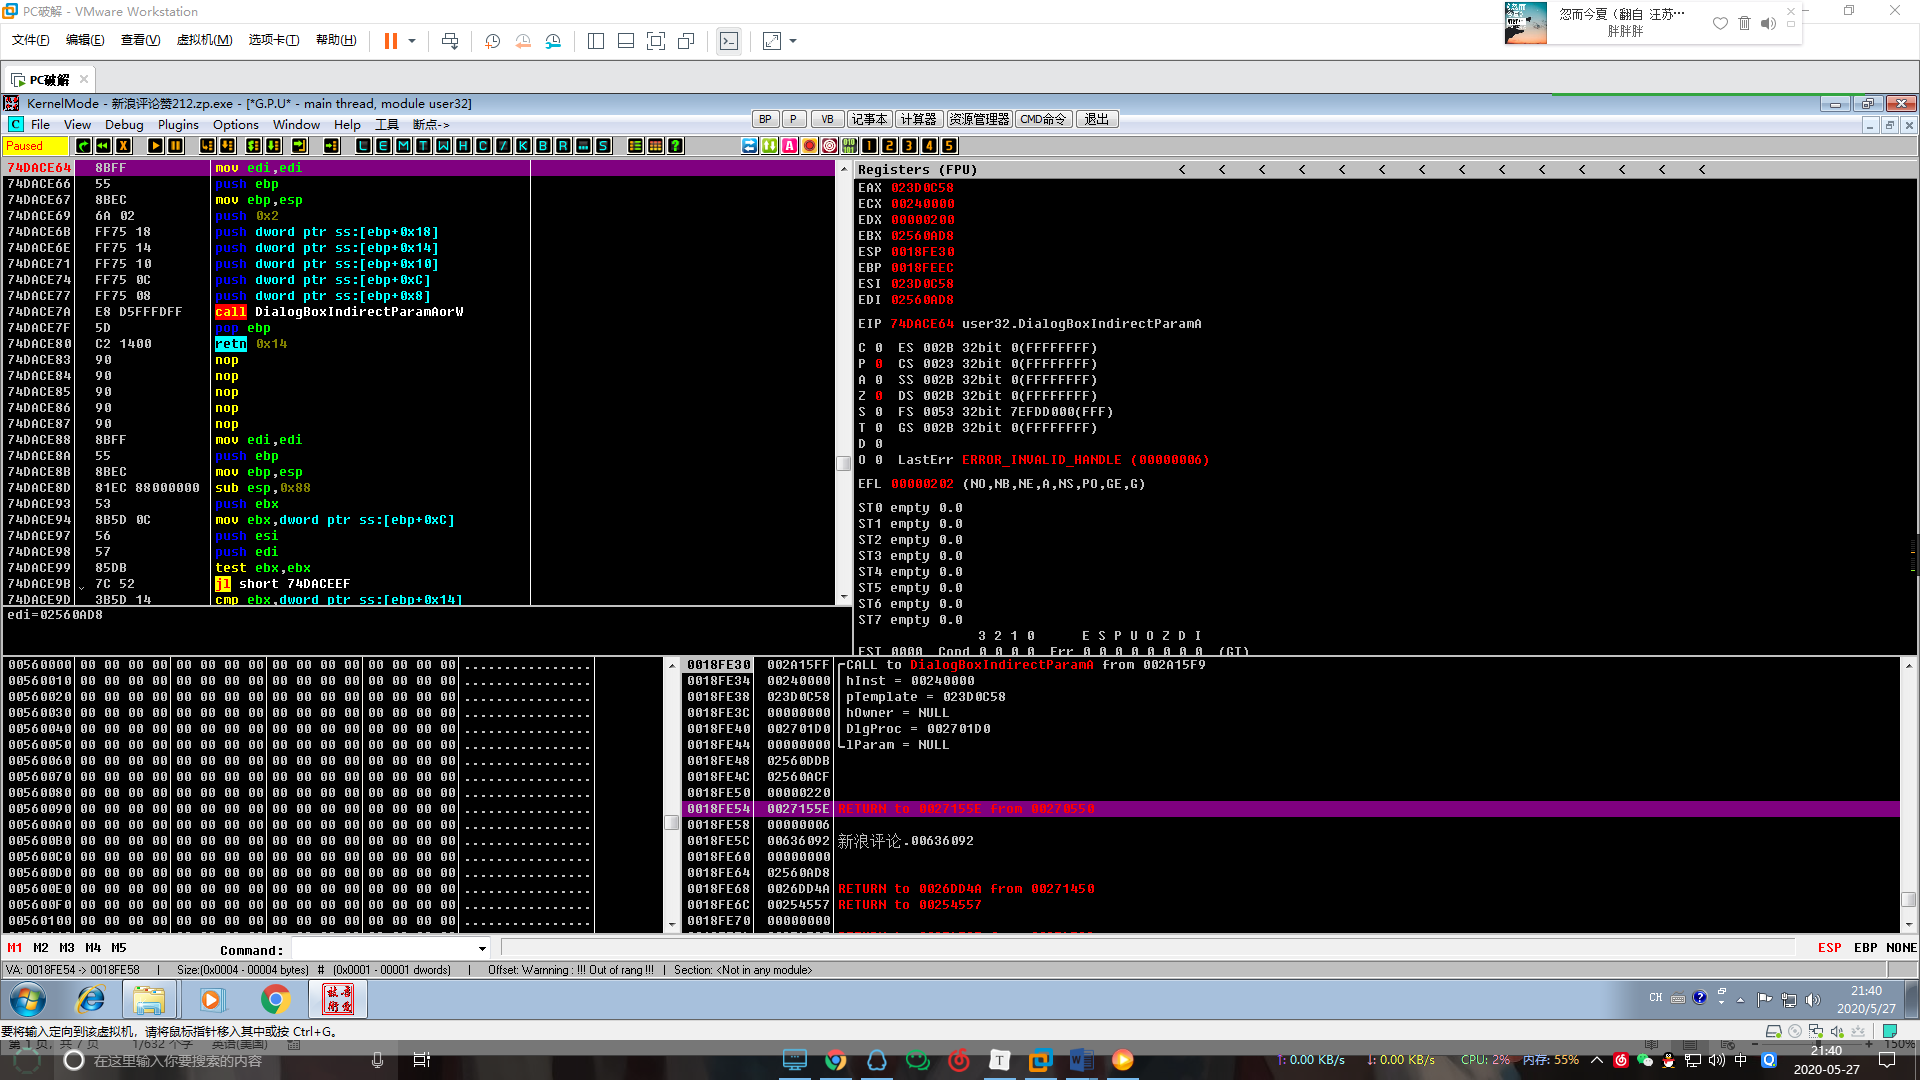 PC破解 - VMware Workstation
忽而今夏（翻自 汪苏…
胖胖胖
文件(F) 编辑(E) 查看(V) 虚拟机(M) 选项卡(T) 帮助(H)
PC破解
KernelMode - 新浪评论赞212.zp.exe - [*G.P.U* - main thread, module user32]
C File View Debug Plugins Options Window Help 工具 断点->
BP P VB 记事本 计算器 资源管理器 CMD命令 退出
Paused L E M T W H C / K B R ... S A 1 2 3 4 5
74DACE64 8BFF mov edi,edi
74DACE66 55 push ebp
74DACE67 8BEC mov ebp,esp
74DACE69 6A 02 push 0x2
74DACE6B FF75 18 push dword ptr ss:[ebp+0x18]
74DACE6E FF75 14 push dword ptr ss:[ebp+0x14]
74DACE71 FF75 10 push dword ptr ss:[ebp+0x10]
74DACE74 FF75 0C push dword ptr ss:[ebp+0xC]
74DACE77 FF75 08 push dword ptr ss:[ebp+0x8]
74DACE7A E8 D5FFFDFF call DialogBoxIndirectParamAorW
74DACE7F 5D pop ebp
74DACE80 C2 1400 retn 0x14
74DACE83 90 nop
74DACE84 90 nop
74DACE85 90 nop
74DACE86 90 nop
74DACE87 90 nop
74DACE88 8BFF mov edi,edi
74DACE8A 55 push ebp
74DACE8B 8BEC mov ebp,esp
74DACE8D 81EC 88000000 sub esp,0x88
74DACE93 53 push ebx
74DACE94 8B5D 0C mov ebx,dword ptr ss:[ebp+0xC]
74DACE97 56 push esi
74DACE98 57 push edi
74DACE99 85DB test ebx,ebx
74DACE9B 7C 52 jl short 74DACEEF
74DACE9D 3B5D 14 cmp ebx,dword ptr ss:[ebp+0x14]
edi=02560AD8
Registers (FPU) < < < < < < < < < < < < < <
EAX 023D0C58
ECX 00240000
EDX 00000200
EBX 02560AD8
ESP 0018FE30
EBP 0018FEEC
ESI 023D0C58
EDI 02560AD8
EIP 74DACE64 user32.DialogBoxIndirectParamA
C 0 ES 002B 32bit 0(FFFFFFFF)
P 0 CS 0023 32bit 0(FFFFFFFF)
A 0 SS 002B 32bit 0(FFFFFFFF)
Z 0 DS 002B 32bit 0(FFFFFFFF)
S 0 FS 0053 32bit 7EFDD000(FFF)
T 0 GS 002B 32bit 0(FFFFFFFF)
D 0
O 0 LastErr ERROR_INVALID_HANDLE (00000006)
EFL 00000202 (NO,NB,NE,A,NS,PO,GE,G)
ST0 empty 0.0
ST1 empty 0.0
ST2 empty 0.0
ST3 empty 0.0
ST4 empty 0.0
ST5 empty 0.0
ST6 empty 0.0
ST7 empty 0.0
3 2 1 0 E S P U O Z D I
FST 0000 Cond 0 0 0 0 Err 0 0 0 0 0 0 0 0 (GT)
00560000 00 00 00 00 00 00 00 00 00 00 00 00 00 00 00 00 ................
00560010 00 00 00 00 00 00 00 00 00 00 00 00 00 00 00 00 ................
00560020 00 00 00 00 00 00 00 00 00 00 00 00 00 00 00 00 ................
00560030 00 00 00 00 00 00 00 00 00 00 00 00 00 00 00 00 ................
00560040 00 00 00 00 00 00 00 00 00 00 00 00 00 00 00 00 ................
00560050 00 00 00 00 00 00 00 00 00 00 00 00 00 00 00 00 ................
00560060 00 00 00 00 00 00 00 00 00 00 00 00 00 00 00 00 ................
00560070 00 00 00 00 00 00 00 00 00 00 00 00 00 00 00 00 ................
00560080 00 00 00 00 00 00 00 00 00 00 00 00 00 00 00 00 ................
00560090 00 00 00 00 00 00 00 00 00 00 00 00 00 00 00 00 ................
005600A0 00 00 00 00 00 00 00 00 00 00 00 00 00 00 00 00 ................
005600B0 00 00 00 00 00 00 00 00 00 00 00 00 00 00 00 00 ................
005600C0 00 00 00 00 00 00 00 00 00 00 00 00 00 00 00 00 ................
005600D0 00 00 00 00 00 00 00 00 00 00 00 00 00 00 00 00 ................
005600E0 00 00 00 00 00 00 00 00 00 00 00 00 00 00 00 00 ................
005600F0 00 00 00 00 00 00 00 00 00 00 00 00 00 00 00 00 ................
00560100 00 00 00 00 00 00 00 00 00 00 00 00 00 00 00 00 ................
0018FE30 002A15FF CALL to DialogBoxIndirectParamA from 002A15F9
0018FE34 00240000 hInst = 00240000
0018FE38 023D0C58 pTemplate = 023D0C58
0018FE3C 00000000 hOwner = NULL
0018FE40 002701D0 DlgProc = 002701D0
0018FE44 00000000 lParam = NULL
0018FE48 02560DDB
0018FE4C 02560ACF
0018FE50 00000220
0018FE54 0027155E RETURN to 0027155E from 00270550
0018FE58 00000006
0018FE5C 00636092 新浪评论.00636092
0018FE60 00000000
0018FE64 02560AD8
0018FE68 0026DD4A RETURN to 0026DD4A from 00271450
0018FE6C 00254557 RETURN to 00254557
0018FE70 00000000
M1 M2 M3 M4 M5 Command: ESP EBP NONE
VA: 0018FE54 -> 0018FE58 | Size:(0x0004 - 00004 bytes) # (0x0001 - 00001 dwords) | Offset: Warnning : !!! Out of rang !!! | Section: <Not in any module>
CH 21:40
2020/5/27
要将输入定向到该虚拟机，请将鼠标指针移入其中或按 Ctrl+G。
第 1 页，共 7 页 1/632 个字 英语(美国) 150%
在这里输入你要搜索的内容 T ↑: 0.00 KB/s ↓: 0.00 KB/s CPU: 2% 内存: 55% 中 21:40
2020-05-27